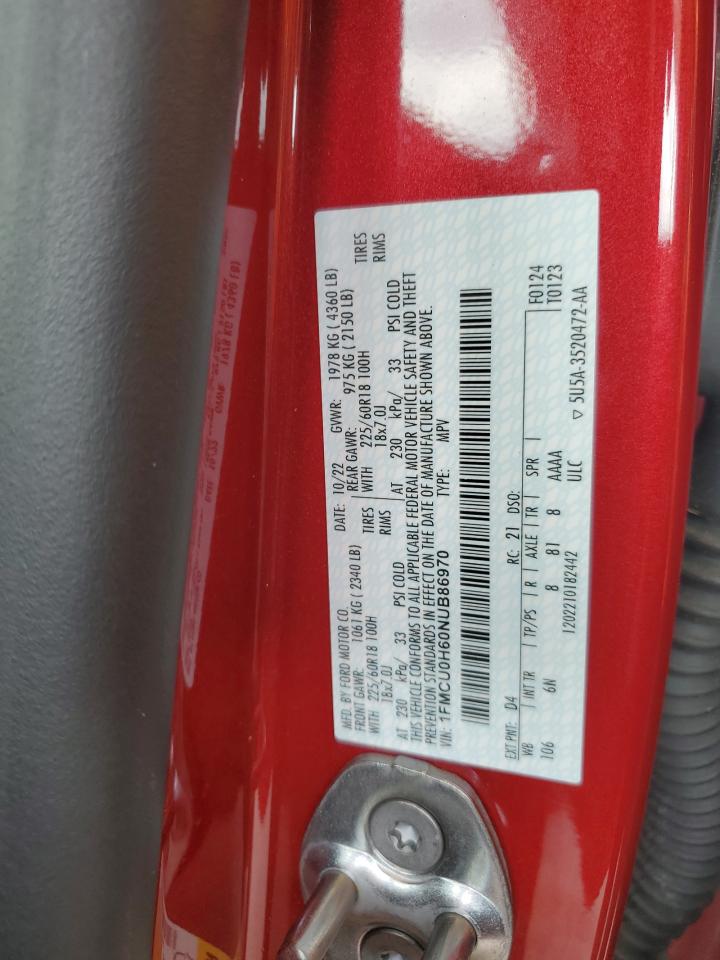 MFD. BY FORD MOTOR CO. DATE: 10/22 GVWR: 1978 KG ( 4360 LB)
FRONT GAWR: 1061 KG ( 2340 LB) REAR GAWR: 975 KG ( 2150 LB)
WITH 225/60R18 100H TIRES WITH 225/60R18 100H TIRES
18x7.0J RIMS 18x7.0J RIMS
AT 230 kPa/ 33 PSI COLD AT 230 kPa/ 33 PSI COLD
THIS VEHICLE CONFORMS TO ALL APPLICABLE FEDERAL MOTOR VEHICLE SAFETY AND THEFT
PREVENTION STANDARDS IN EFFECT ON THE DATE OF MANUFACTURE SHOWN ABOVE.
VIN: 1FMCU0H60NUB86970 TYPE: MPV
EXT PNT: D4 RC: 21 DSO: F0124
WB INT TR TP/PS R AXLE TR SPR T0123
106 6N 8 81 8 AAAA
1202210182442 ULC ▽ 5U5A-3520472-AA